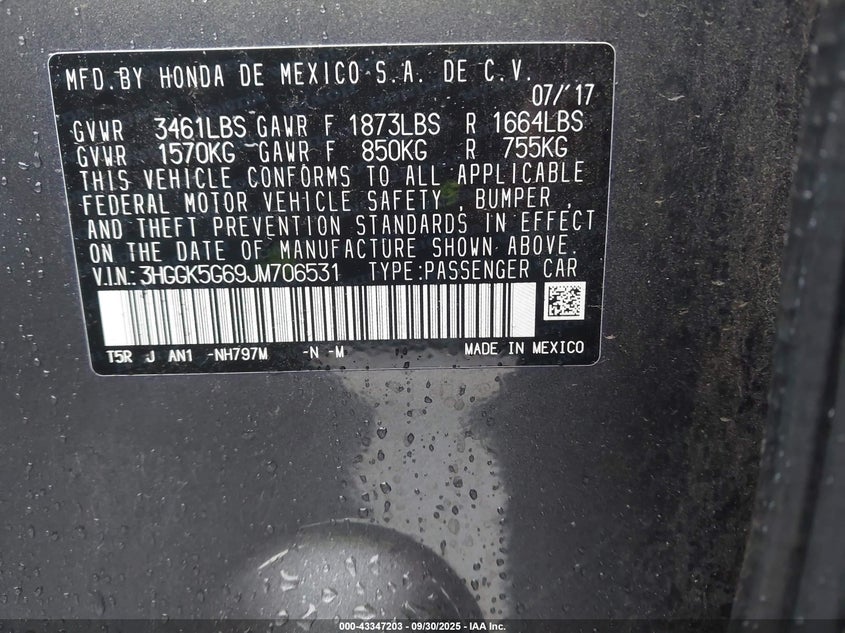 MFD.BY HONDA DE MEXICO S.A. DE C.V.
07/'17
GVWR 3461LBS GAWR F 1873LBS R 1664LBS
GVWR 1570KG GAWR F 850KG R 755KG
THIS VEHICLE CONFORMS TO ALL APPLICABLE
FEDERAL MOTOR VEHICLE SAFETY , BUMPER ,
AND THEFT PREVENTION STANDARDS IN EFFECT
ON THE DATE OF MANUFACTURE SHOWN ABOVE.
V.I.N.: 3HGGK5G69JM706531 TYPE:PASSENGER CAR
T5R J AN1 -NH797M -N -M MADE IN MEXICO
000-43347203 - 09/30/2025 - IAA Inc.